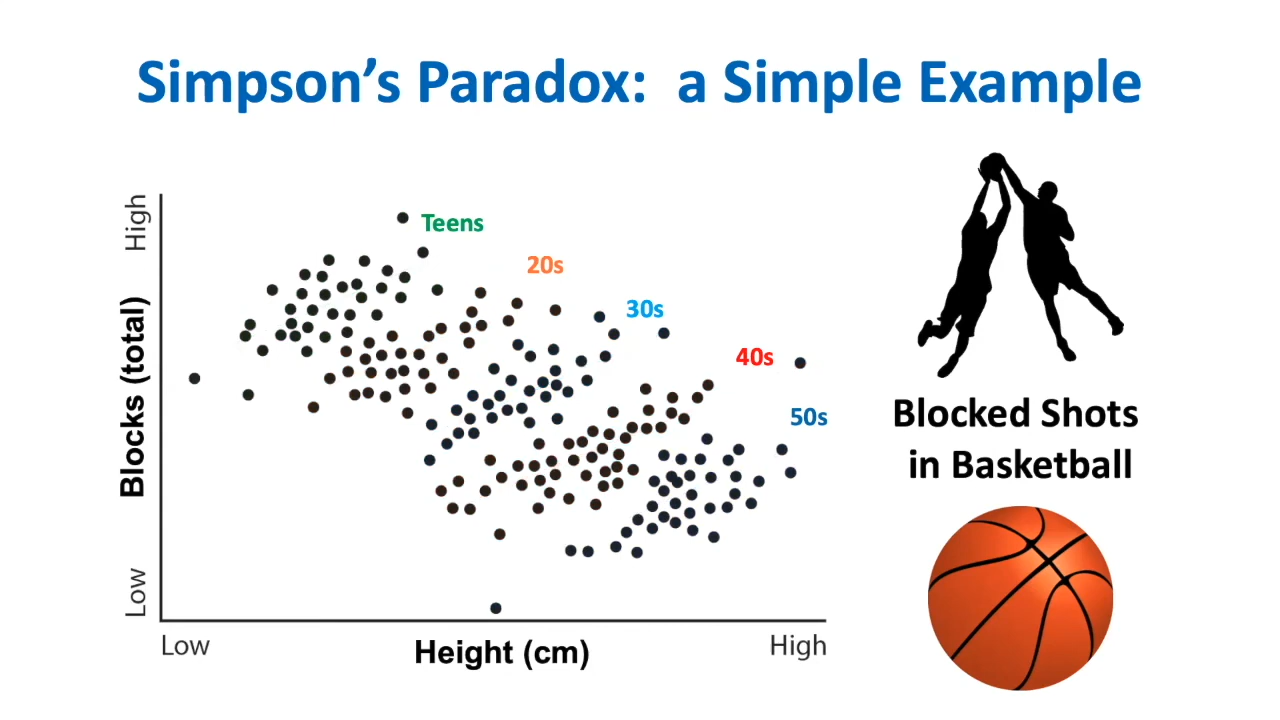 Simpson’s Paradox:  a Simple Example
High
Blocks (total)
Low
Teens
20s
30s
40s
50s
Low
Height (cm)
High
Blocked Shots
in Basketball